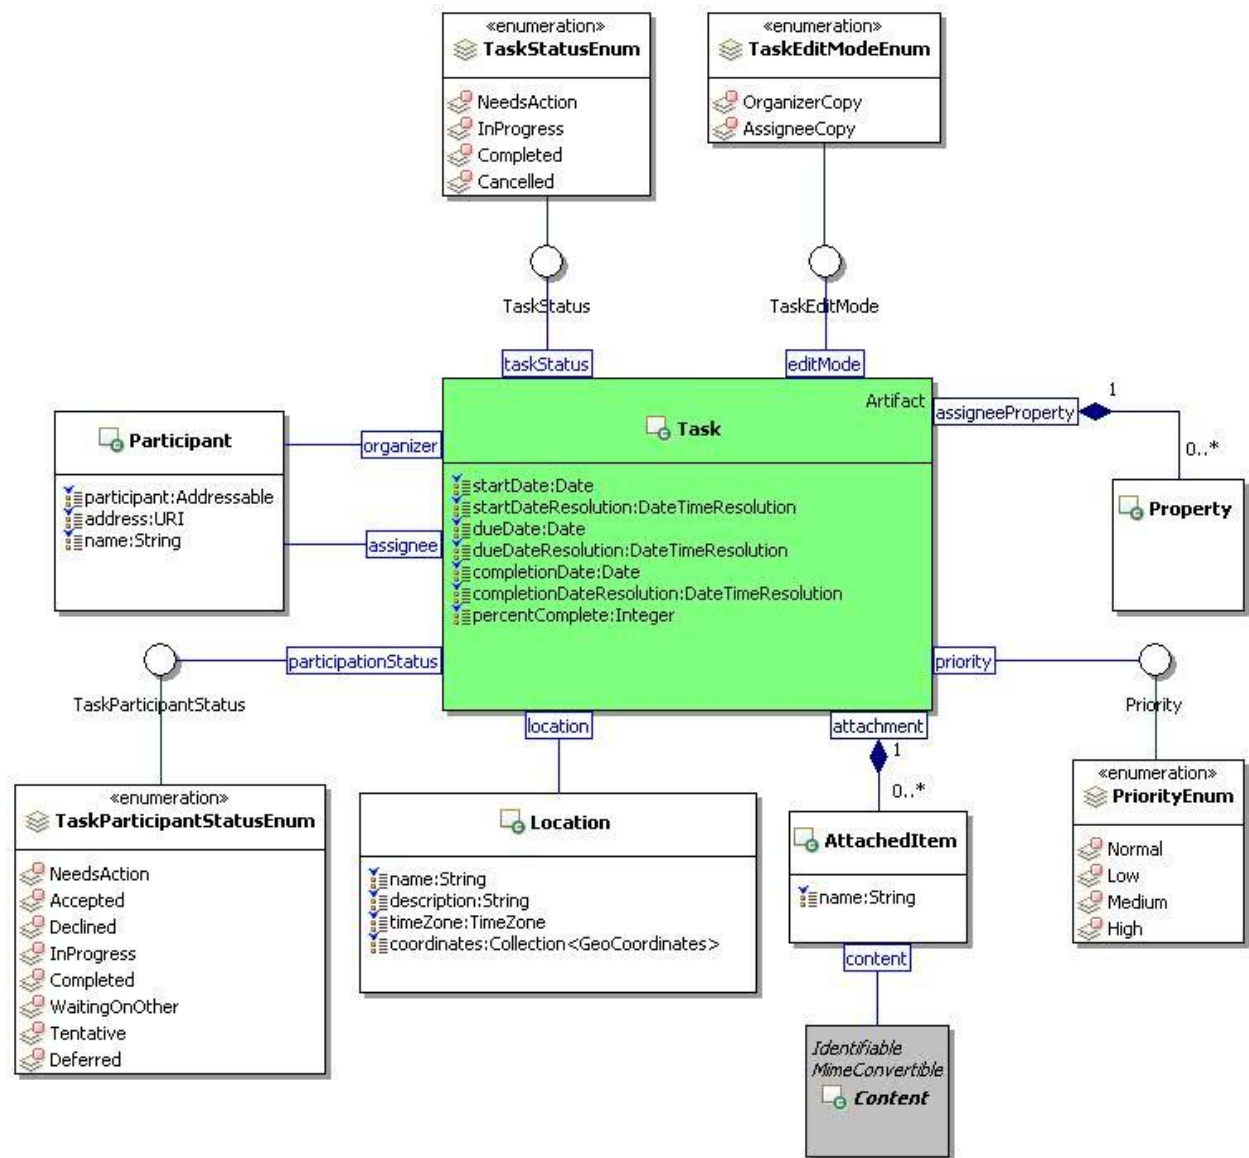 «enumeration»
TaskStatusEnum
NeedsAction
InProgress
Completed
Cancelled
«enumeration»
TaskEditModeEnum
OrganizerCopy
AssigneeCopy
TaskStatus
TaskEditMode
taskStatus
editMode
Participant
participant:Addressable
address:URI
name:String
organizer
assignee
Artifact
Task
startDate:Date
startDateResolution:DateTimeResolution
dueDate:Date
dueDateResolution:DateTimeResolution
completionDate:Date
completionDateResolution:DateTimeResolution
percentComplete:Integer
assigneeProperty
1
0..*
Property
participationStatus
TaskParticipantStatus
priority
Priority
location
attachment
1
0..*
«enumeration»
TaskParticipantStatusEnum
NeedsAction
Accepted
Declined
InProgress
Completed
WaitingOnOther
Tentative
Deferred
Location
name:String
description:String
timeZone:TimeZone
coordinates:Collection<GeoCoordinates>
AttachedItem
name:String
content
Identifiable
MimeConvertible
Content
«enumeration»
PriorityEnum
Normal
Low
Medium
High